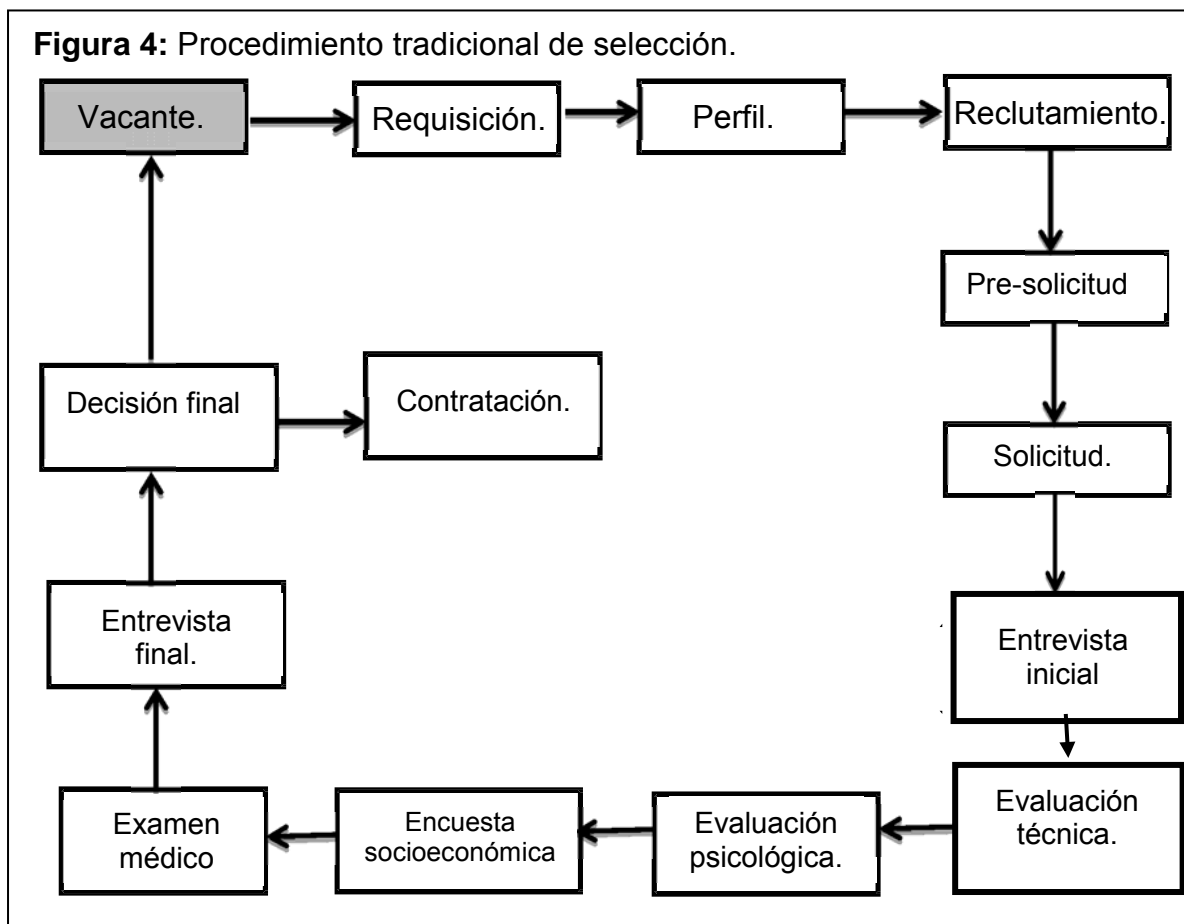 Figura 4: Procedimiento tradicional de selección.
Vacante.
Requisición.
Perfil.
Reclutamiento.
Pre-solicitud
Solicitud.
Entrevista
inicial
Evaluación
técnica.
Evaluación
psicológica.
Encuesta
socioeconómica
Examen
médico
Entrevista
final.
Decisión final
Contratación.